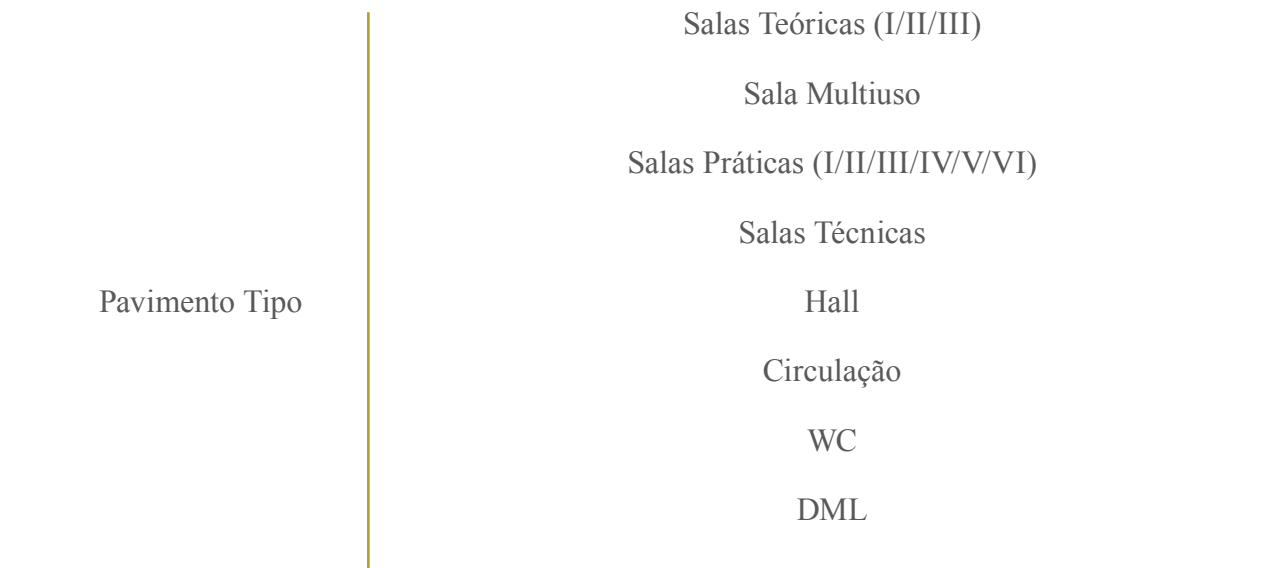 Salas Teóricas (I/II/III)
Sala Multiuso
Salas Práticas (I/II/III/IV/V/VI)
Salas Técnicas
Pavimento Tipo
Hall
Circulação
WC
DML